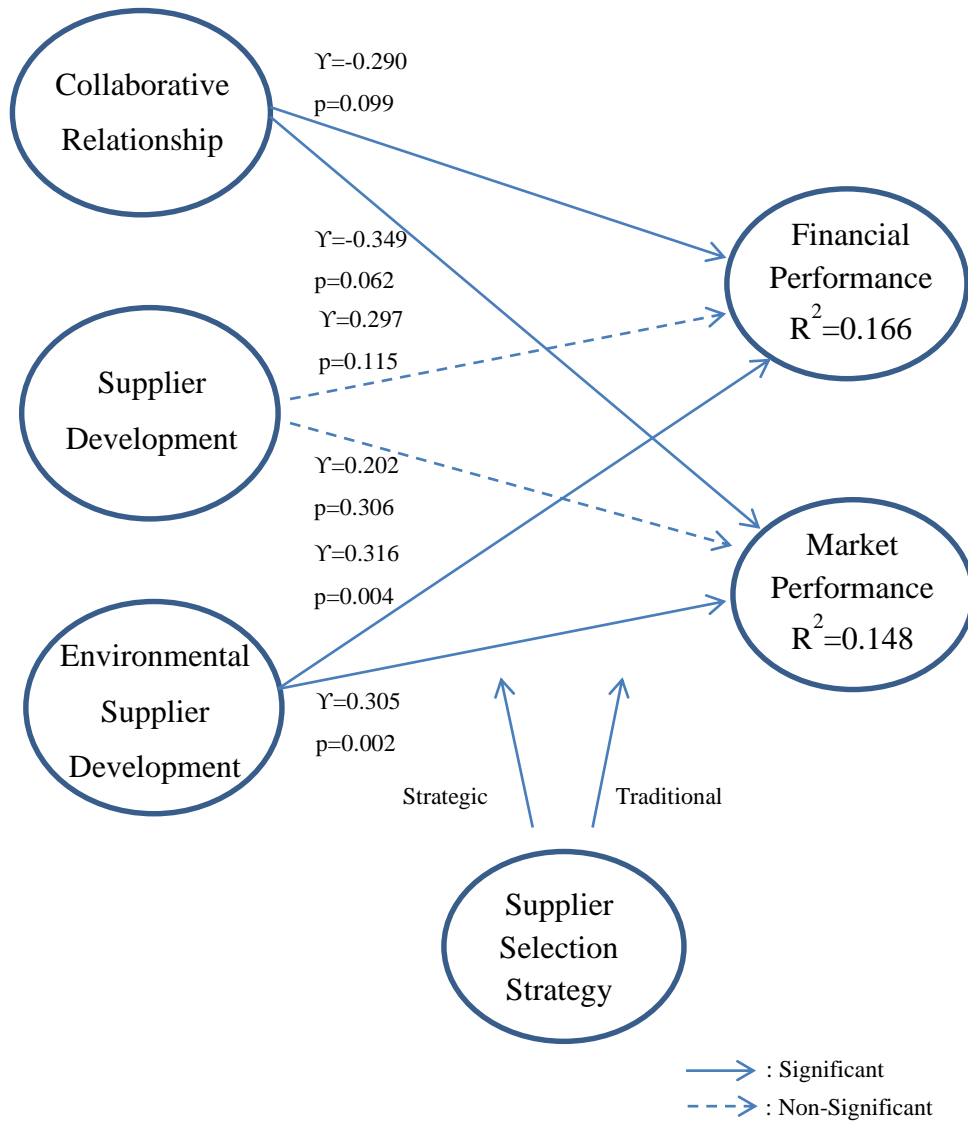 Collaborative
Relationship
ϒ=-0.290
p=0.099
ϒ=-0.349
p=0.062
ϒ=0.297
p=0.115
Financial
Performance
R²=0.166
Supplier
Development
ϒ=0.202
p=0.306
ϒ=0.316
p=0.004
Market
Performance
R²=0.148
Environmental
Supplier
Development
ϒ=0.305
p=0.002
Strategic
Traditional
Supplier
Selection
Strategy
: Significant
: Non-Significant